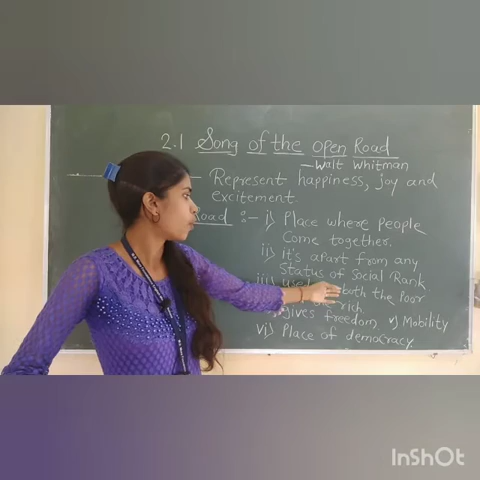 2.1 Song of the open Road
- Walt Whitman
- Represent happiness, joy and
excitement.
Road :- i) Place where people
Come together.
ii) it's apart from any
Status of Social Rank
iii) both the Poor
rich
gives freedom v) Mobility
vi) Place of democracy
InShOt